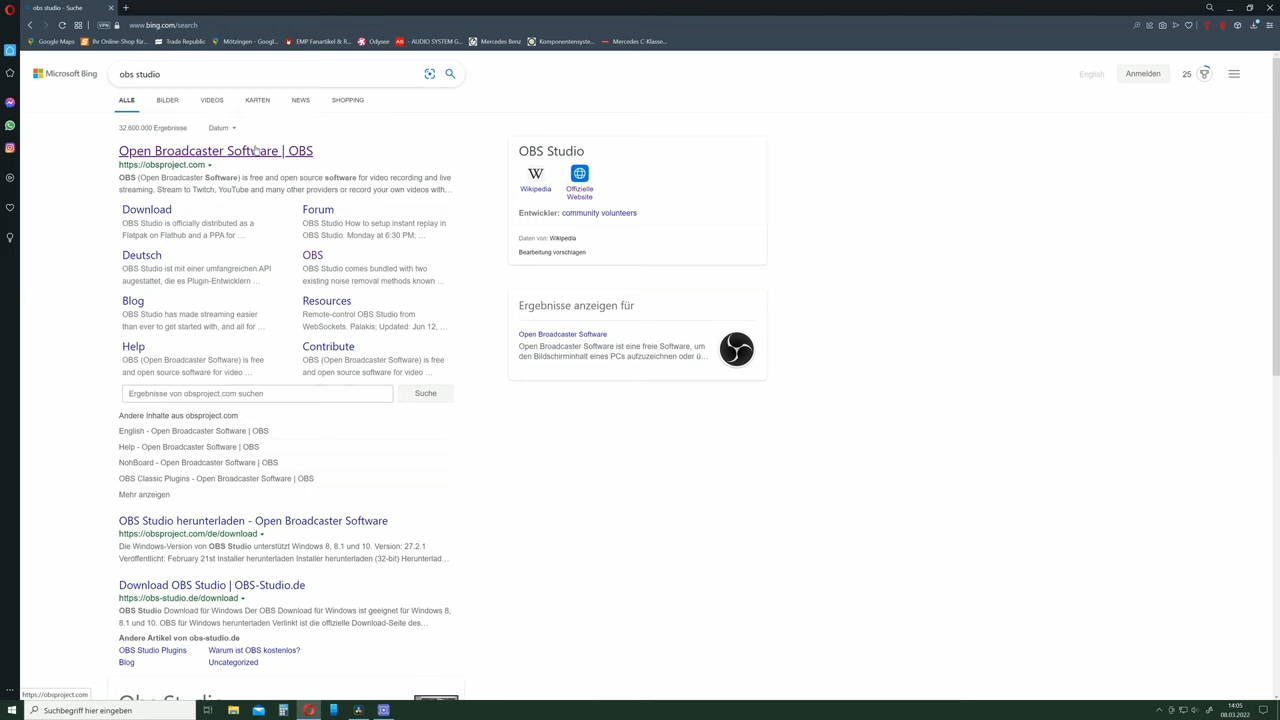 obs studio - Suche
VPN
www.bing.com/search
Google Maps
Ihr Online-Shop für...
Trade Republic
Mötzingen - Googl...
EMP Fanartikel & R...
Odysee
- AUDIO SYSTEM G...
Mercedes Benz
Komponentensyste...
Mercedes C-Klasse...
Microsoft Bing
obs studio
English
Anmelden
25
ALLE
BILDER
VIDEOS
KARTEN
NEWS
SHOPPING
32.600.000 Ergebnisse
Datum
Open Broadcaster Software | OBS
https://obsproject.com
OBS (Open Broadcaster Software) is free and open source software for video recording and live
streaming. Stream to Twitch, YouTube and many other providers or record your own videos with…
Download
OBS Studio is officially distributed as a
Flatpak on Flathub and a PPA for …
Forum
OBS Studio How to setup instant replay in
OBS Studio. Monday at 6:30 PM; …
Deutsch
OBS Studio ist mit einer umfangreichen API
augestattet, die es Plugin-Entwicklern …
OBS
OBS Studio comes bundled with two
existing noise removal methods known …
Blog
OBS Studio has made streaming easier
than ever to get started with, and all for …
Resources
Remote-control OBS Studio from
WebSockets. Palakis; Updated: Jun 12, …
Help
OBS (Open Broadcaster Software) is free
and open source software for video …
Contribute
OBS (Open Broadcaster Software) is free
and open source software for video …
Ergebnisse von obsproject.com suchen
Suche
Andere Inhalte aus obsproject.com
English - Open Broadcaster Software | OBS
Help - Open Broadcaster Software | OBS
NohBoard - Open Broadcaster Software | OBS
OBS Classic Plugins - Open Broadcaster Software | OBS
Mehr anzeigen
OBS Studio herunterladen - Open Broadcaster Software
https://obsproject.com/de/download
Die Windows-Version von OBS Studio unterstützt Windows 8, 8.1 und 10. Version: 27.2.1
Veröffentlicht: February 21st Installer herunterladen Installer herunterladen (32-bit) Herunterlad…
Download OBS Studio | OBS-Studio.de
https://obs-studio.de/download
OBS Studio Download für Windows Der OBS Download für Windows ist geeignet für Windows 8,
8.1 und 10. OBS für Windows herunterladen Verlinkt ist die offizielle Download-Seite des…
Andere Artikel von obs-studio.de
OBS Studio Plugins
Warum ist OBS kostenlos?
Blog
Uncategorized
OBS Studio
W
Wikipedia
Offizielle
Website
Entwickler: community volunteers
Daten von: Wikipedia
Bearbeitung vorschlagen
Ergebnisse anzeigen für
Open Broadcaster Software
Open Broadcaster Software ist eine freie Software, um
den Bildschirminhalt eines PCs aufzuzeichnen oder ü…
https://obsproject.com
Obs Studio
Suchbegriff hier eingeben
14:05
08.03.2022